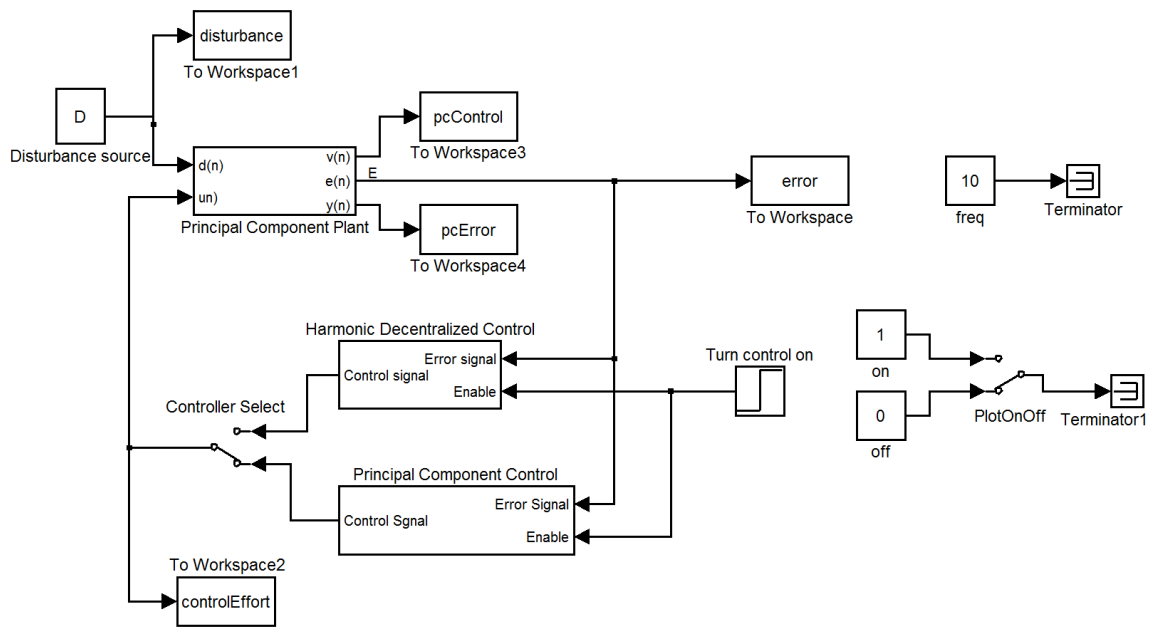 disturbance
To Workspace1
D
Disturbance source
pcControl
To Workspace3
d(n)
un)
v(n)
e(n)
y(n)
E
Principal Component Plant
pcError
To Workspace4
error
To Workspace
10
freq
Terminator
Harmonic Decentralized Control
Error signal
Control signal
Enable
Turn control on
1
on
0
off
PlotOnOff
Terminator1
Controller Select
Principal Component Control
Error Signal
Control Sgnal
Enable
To Workspace2
controlEffort